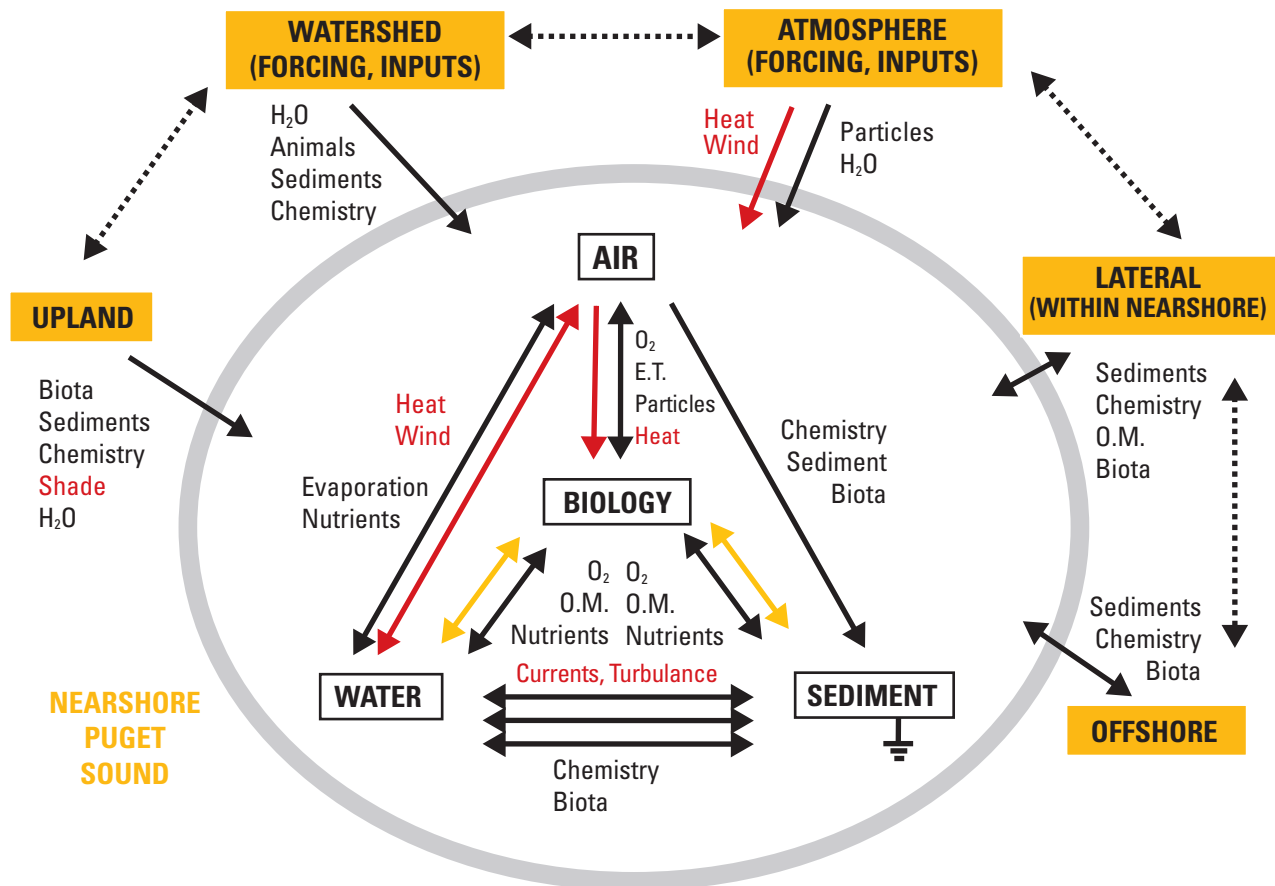 WATERSHED
(FORCING, INPUTS)
ATMOSPHERE
(FORCING, INPUTS)
H₂O
Animals
Sediments
Chemistry
Heat
Wind
Particles
H₂O
AIR
UPLAND
LATERAL
(WITHIN NEARSHORE)
Biota
Sediments
Chemistry
Shade
H₂O
Heat
Wind
Evaporation
Nutrients
O₂
E.T.
Particles
Heat
Chemistry
Sediment
Biota
Sediments
Chemistry
O.M.
Biota
BIOLOGY
O₂
O.M.
Nutrients
O₂
O.M.
Nutrients
Sediments
Chemistry
Biota
WATER
Currents, Turbulance
SEDIMENT
Chemistry
Biota
OFFSHORE
NEARSHORE
PUGET
SOUND